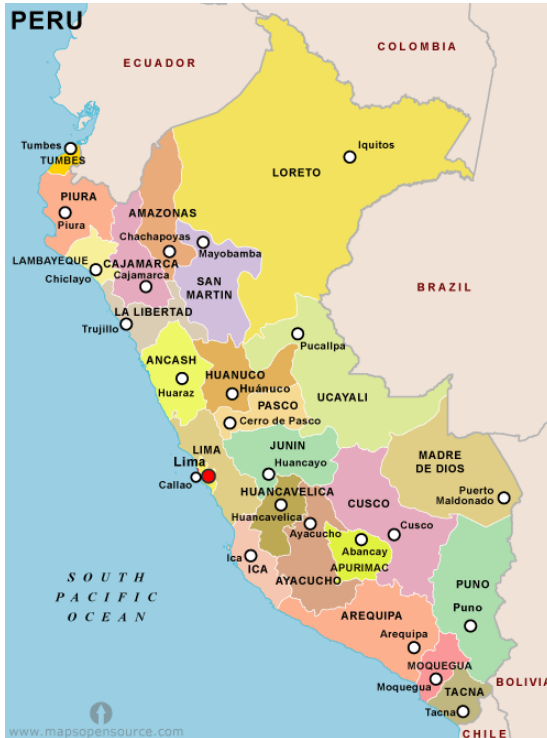 PERU
COLOMBIA
ECUADOR
Tumbes
TUMBES
Iquitos
LORETO
PIURA
Piura
AMAZONAS
Chachapoyas
Mayobamba
LAMBAYEQUE
Chiclayo
CAJAMARCA
Cajamarca
SAN
MARTIN
BRAZIL
LA LIBERTAD
Trujillo
Pucallpa
ANCASH
Huaraz
HUANUCO
Huánuco
PASCO
UCAYALI
Cerro de Pasco
LIMA
Lima
Callao
JUNIN
Huancayo
MADRE
DE DIOS
Puerto
Maldonado
HUANCAVELICA
Huancavelica
CUSCO
Cusco
Ayacucho
Abancay
APURIMAC
Ica
ICA
AYACUCHO
SOUTH
PACIFIC
OCEAN
PUNO
Puno
AREQUIPA
Arequipa
MOQUEGUA
Moquegua
BOLIVIA
TACNA
Tacna
CHILE
www.mapsopensource.com